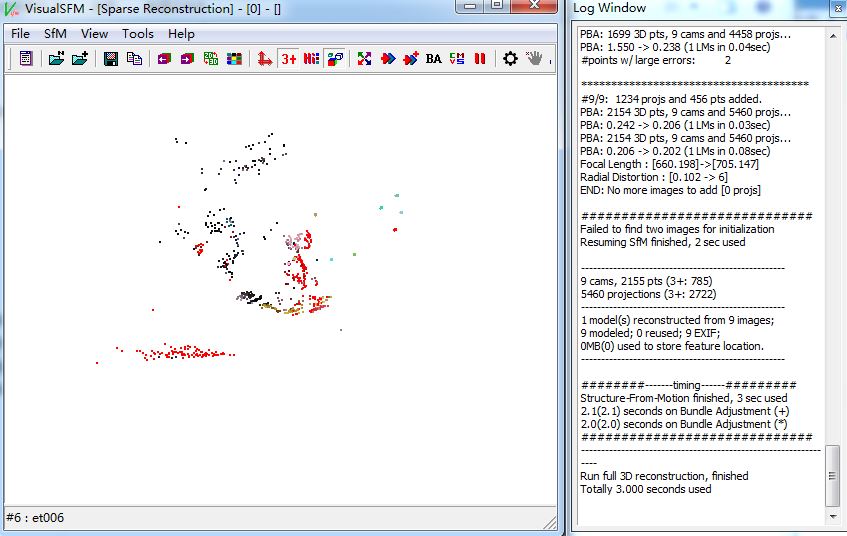 VisualSFM - [Sparse Reconstruction] - [0] - []
File SfM View Tools Help
3+ BA
#6 : et006
Log Window
PBA: 1699 3D pts, 9 cams and 4458 projs...
PBA: 1.550 -> 0.238 (1 LMs in 0.04sec)
#points w/ large errors: 2
****************************************
#9/9: 1234 projs and 456 pts added.
PBA: 2154 3D pts, 9 cams and 5460 projs...
PBA: 0.242 -> 0.206 (1 LMs in 0.03sec)
PBA: 2154 3D pts, 9 cams and 5460 projs...
PBA: 0.206 -> 0.202 (1 LMs in 0.08sec)
Focal Length : [660.198]->[705.147]
Radial Distortion : [0.102 -> 6]
END: No more images to add [0 projs]
############################
Failed to find two images for initialization
Resuming SfM finished, 2 sec used
----------------------------------------------------
9 cams, 2155 pts (3+: 785)
5460 projections (3+: 2722)
----------------------------------------------------
1 model(s) reconstructed from 9 images;
9 modeled; 0 reused; 9 EXIF;
0MB(0) used to store feature location.
----------------------------------------------------
########-------timing------#########
Structure-From-Motion finished, 3 sec used
2.1(2.1) seconds on Bundle Adjustment (+)
2.0(2.0) seconds on Bundle Adjustment (*)
############################
------------------------------------------------------------
----
Run full 3D reconstruction, finished
Totally 3.000 seconds used